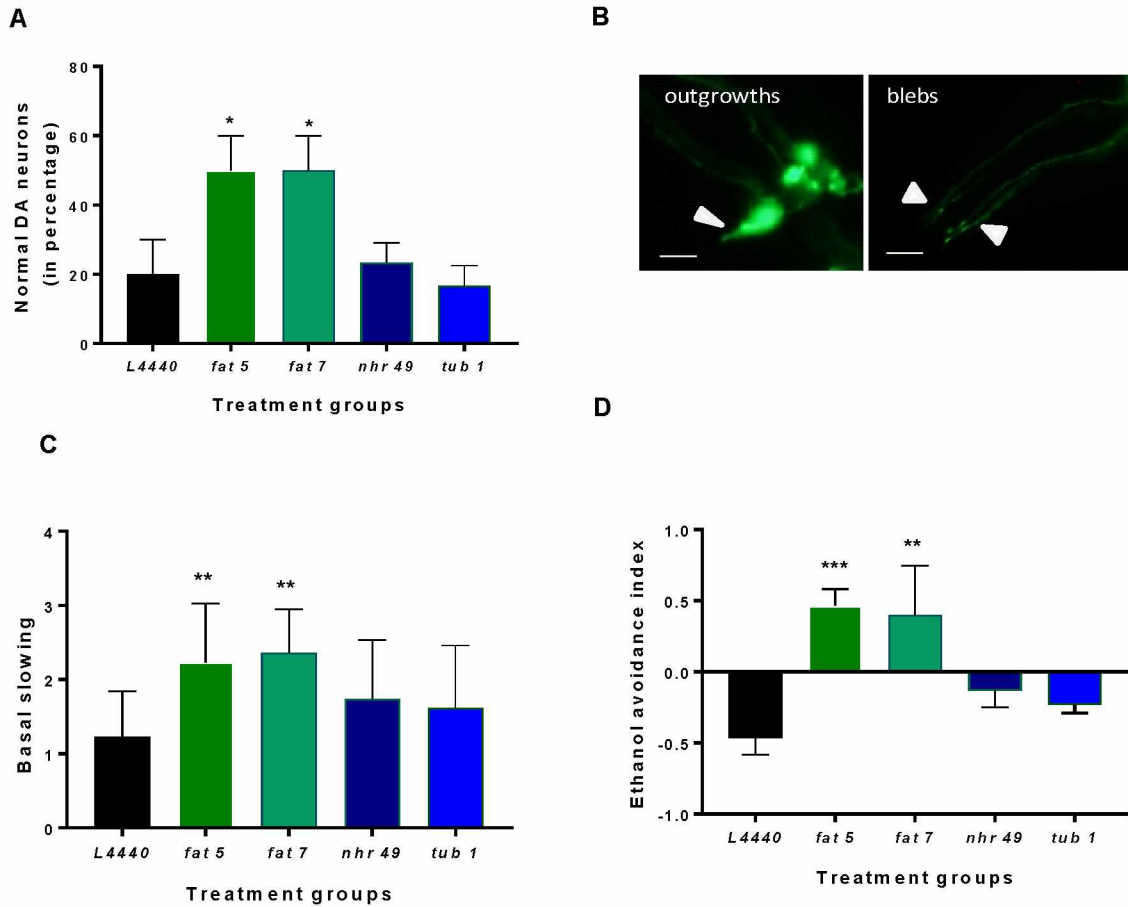 A
80
60
40
20
0
Normal DA neurons
(in percentage)
*
*
L4440 fat 5 fat 7 nhr 49 tub 1
Treatment groups
B
outgrowths
blebs
C
4
3
2
1
0
Basal slowing
**
**
L4440 fat 5 fat 7 nhr 49 tub 1
Treatment groups
D
1.0
0.5
0.0
-0.5
-1.0
Ethanol avoidance index
***
**
L4440 fat 5 fat 7 nhr 49 tub 1
Treatment groups